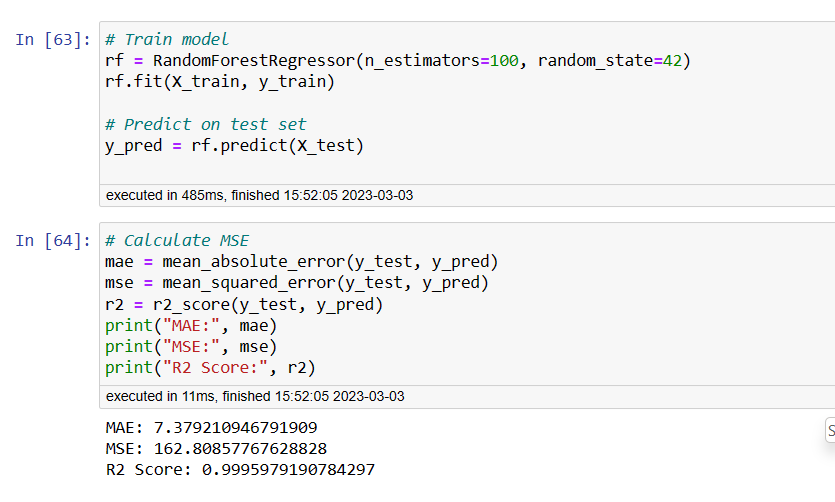 In [63]: # Train model
rf = RandomForestRegressor(n_estimators=100, random_state=42)
rf.fit(X_train, y_train)
# Predict on test set
y_pred = rf.predict(X_test)
executed in 485ms, finished 15:52:05 2023-03-03
In [64]: # Calculate MSE
mae = mean_absolute_error(y_test, y_pred)
mse = mean_squared_error(y_test, y_pred)
r2 = r2_score(y_test, y_pred)
print("MAE:", mae)
print("MSE:", mse)
print("R2 Score:", r2)
executed in 11ms, finished 15:52:05 2023-03-03
MAE: 7.379210946791909
MSE: 162.80857767628828
R2 Score: 0.9995979190784297